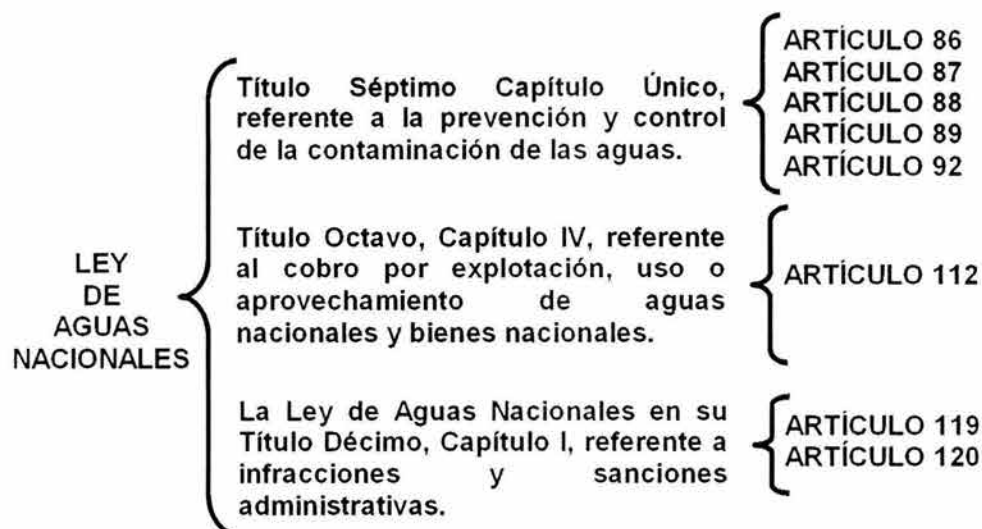 LEY
DE
AGUAS
NACIONALES
Título Séptimo Capítulo Único,
referente a la prevención y control
de la contaminación de las aguas.
ARTÍCULO 86
ARTÍCULO 87
ARTÍCULO 88
ARTÍCULO 89
ARTÍCULO 92
Título Octavo, Capítulo IV, referente
al cobro por explotación, uso o
aprovechamiento de aguas
nacionales y bienes nacionales.
ARTÍCULO 112
La Ley de Aguas Nacionales en su
Título Décimo, Capítulo I, referente a
infracciones y sanciones
administrativas.
ARTÍCULO 119
ARTÍCULO 120